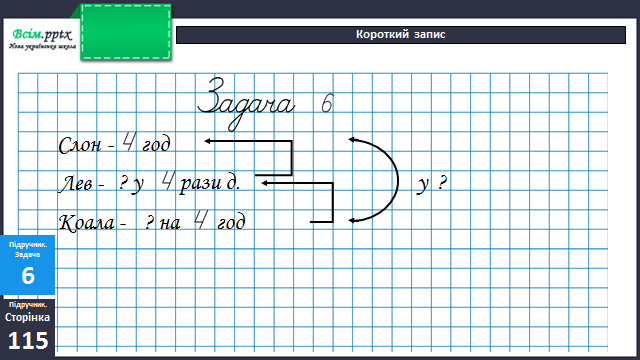 Всім.pptx
Нова українська школа
Короткий запис
Задача 6
Слон - 4 год
Лев - ? у 4 рази д.
у ?
Коала - ? на 4 год
Підручник.
Задача
6
Підручник.
Сторінка
115